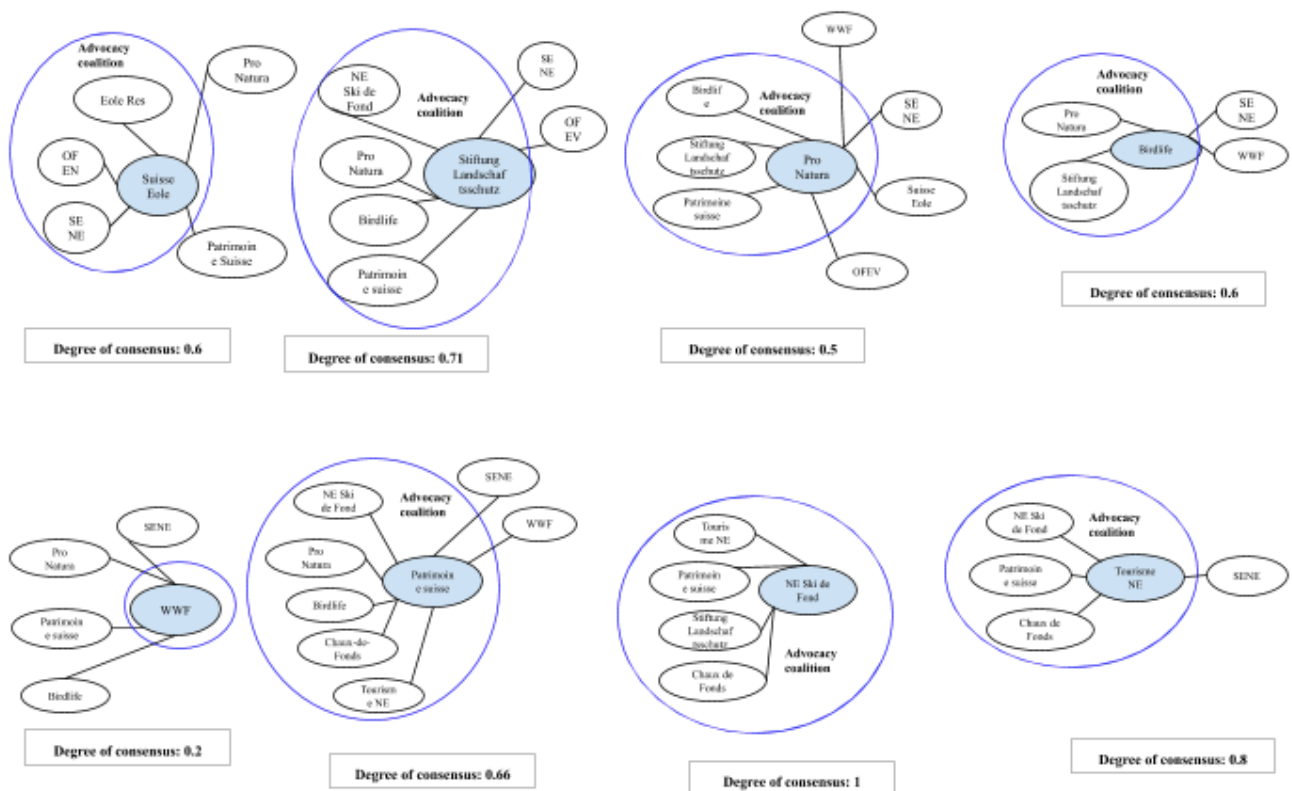 Advocacy
coalition
Pro
Natura
Eole Res
OF
EN
Suisse
Eole
SE
NE
Patrimoin
e Suisse
Degree of consensus: 0.6
NE
Ski de
Fond
Advocacy
coalition
SE
NE
OF
EV
Pro
Natura
Stiftung
Landschaf
tsschutz
Birdlife
Patrimoin
e suisse
Degree of consensus: 0.71
WWF
Birdlif
e
Advocacy
coalition
SE
NE
Stiftung
Landschaf
tsschutz
Pro
Natura
Patrimoine
suisse
Suisse
Eole
OFEV
Degree of consensus: 0.5
Advocacy
coalition
Pro
Natura
SE
NE
Birdlife
WWF
Stiftung
Landschaf
tsschutz
Degree of consensus: 0.6
SENE
Pro
Natura
WWF
Patrimoin
e suisse
Birdlife
Degree of consensus: 0.2
NE Ski
de Fond
Advocacy
coalition
SENE
WWF
Pro
Natura
Patrimoin
e suisse
Birdlife
Chaux-de-
Fonds
Tourism
e NE
Degree of consensus: 0.66
Touris
me NE
Patrimoin
e suisse
NE Ski de
Fond
Stiftung
Landschaf
tsschutz
Advocacy
coalition
Chaux de
Fonds
Degree of consensus: 1
NE Ski
de Fond
Advocacy
coalition
Patrimoin
e suisse
Tourisme
NE
SENE
Chaux de
Fonds
Degree of consensus: 0.8